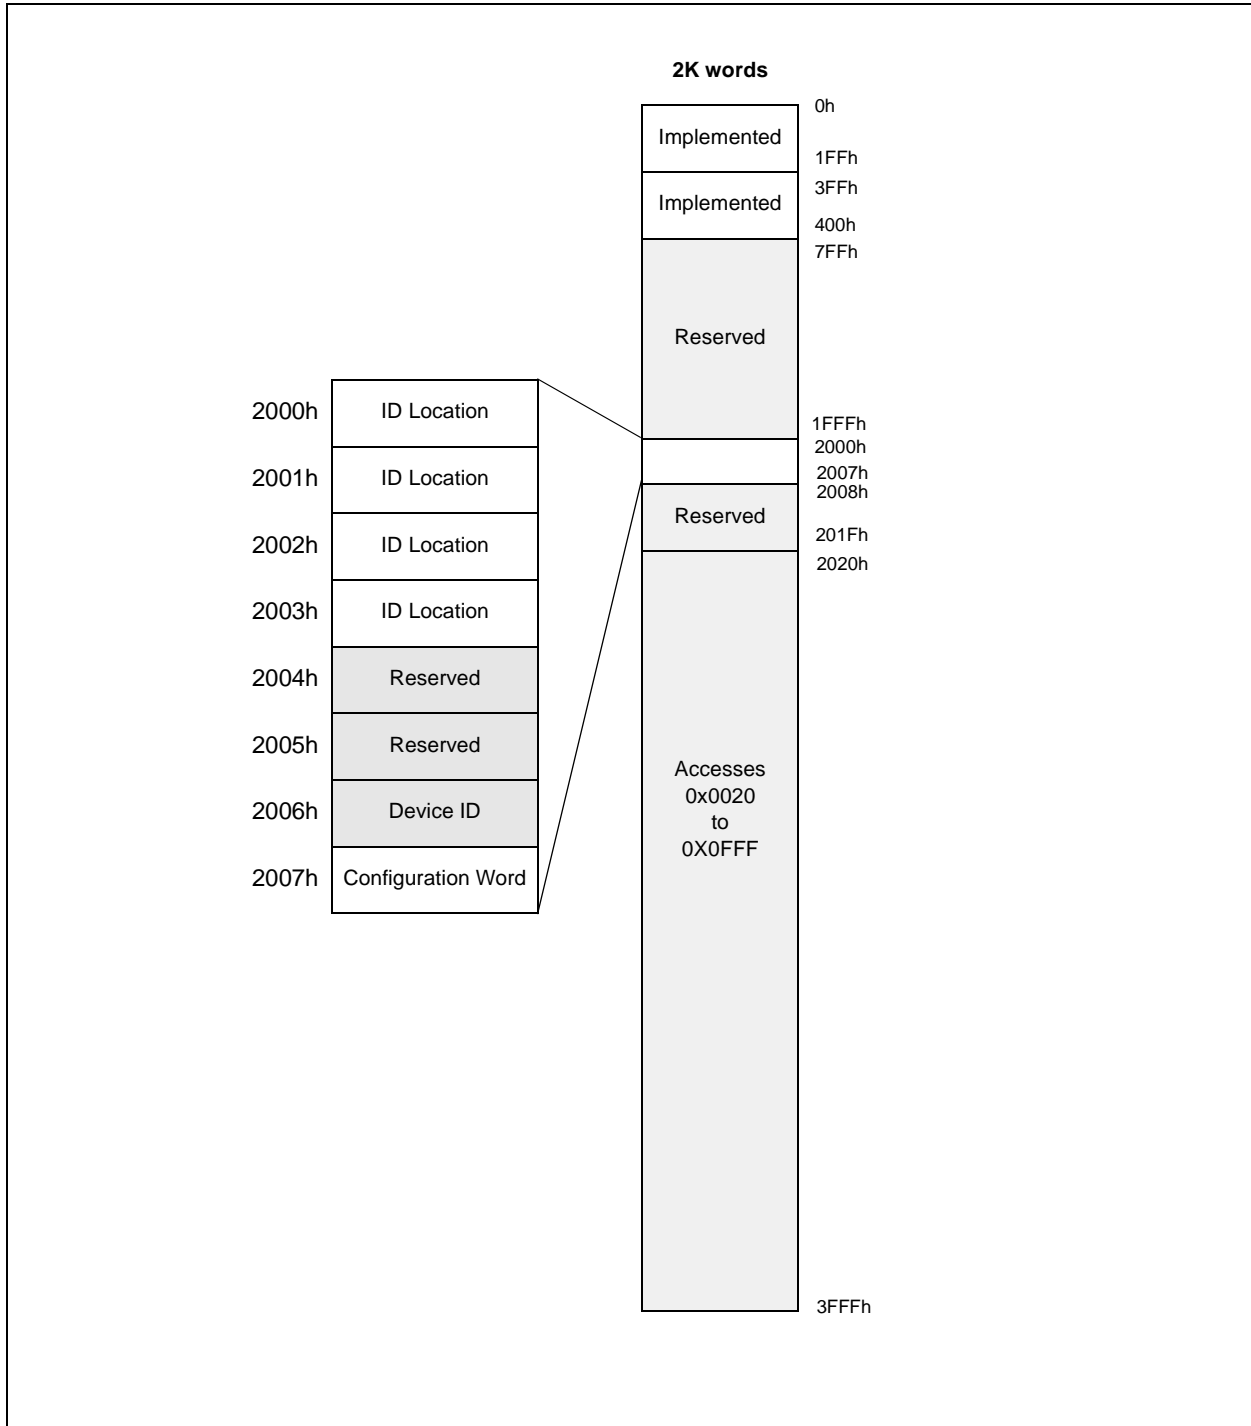 2K words
0h
Implemented
1FFh
3FFh
Implemented
400h
7FFh
Reserved
1FFFh
2000h
2007h
2008h
Reserved
201Fh
2020h
Accesses
0x0020
to
0X0FFF
3FFFh
2000h ID Location
2001h ID Location
2002h ID Location
2003h ID Location
2004h Reserved
2005h Reserved
2006h Device ID
2007h Configuration Word